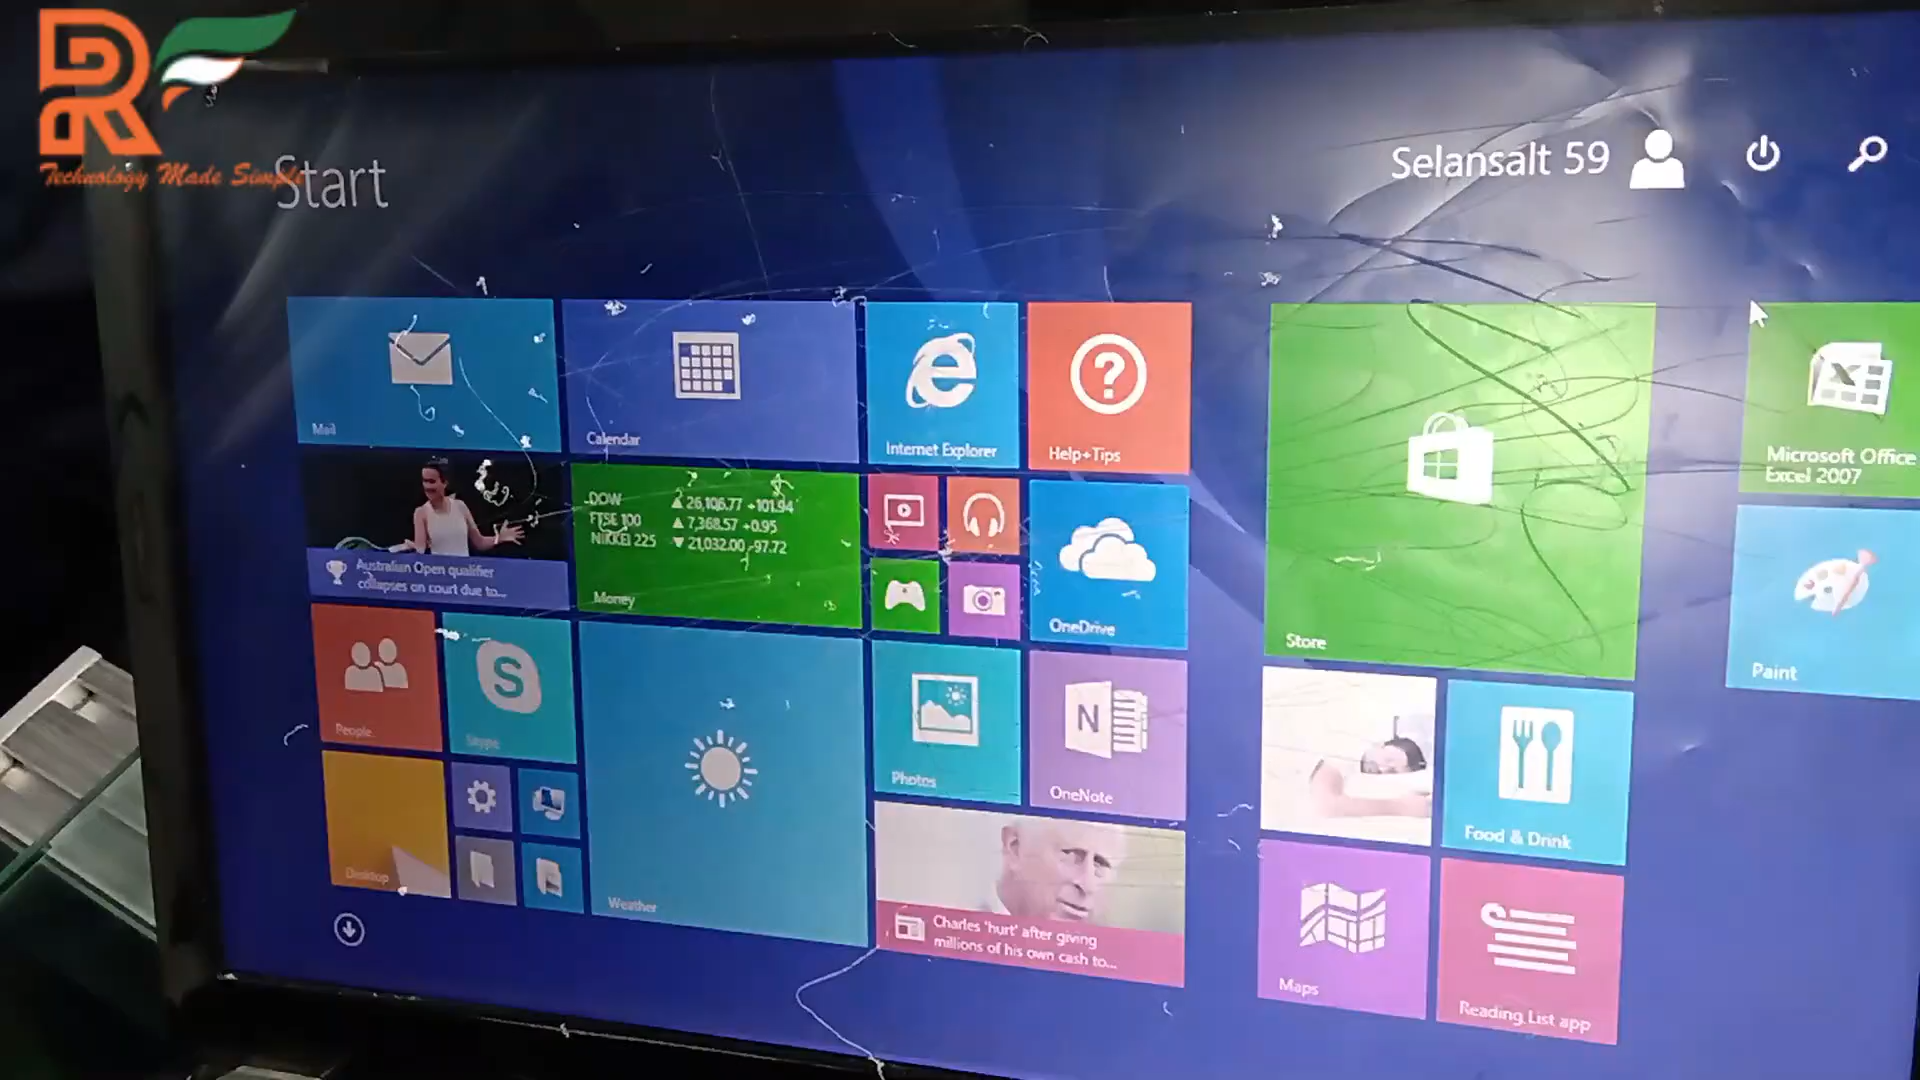 Technology Made Simple
Start
Selansalt 59
Mail
Calendar
Internet Explorer
Help+Tips
Microsoft Office
Excel 2007
DOW ▲ 26,106.77 +101.94
FTSE 100 ▲ 7,368.57 +0.95
NIKKEI 225 ▼ 21,032.00 -97.72
Money
Australian Open qualifier
collapses on court due to...
OneDrive
Store
Paint
People
Skype
Photos
OneNote
Food & Drink
Desktop
Weather
Charles 'hurt' after giving
millions of his own cash to...
Maps
Reading List app